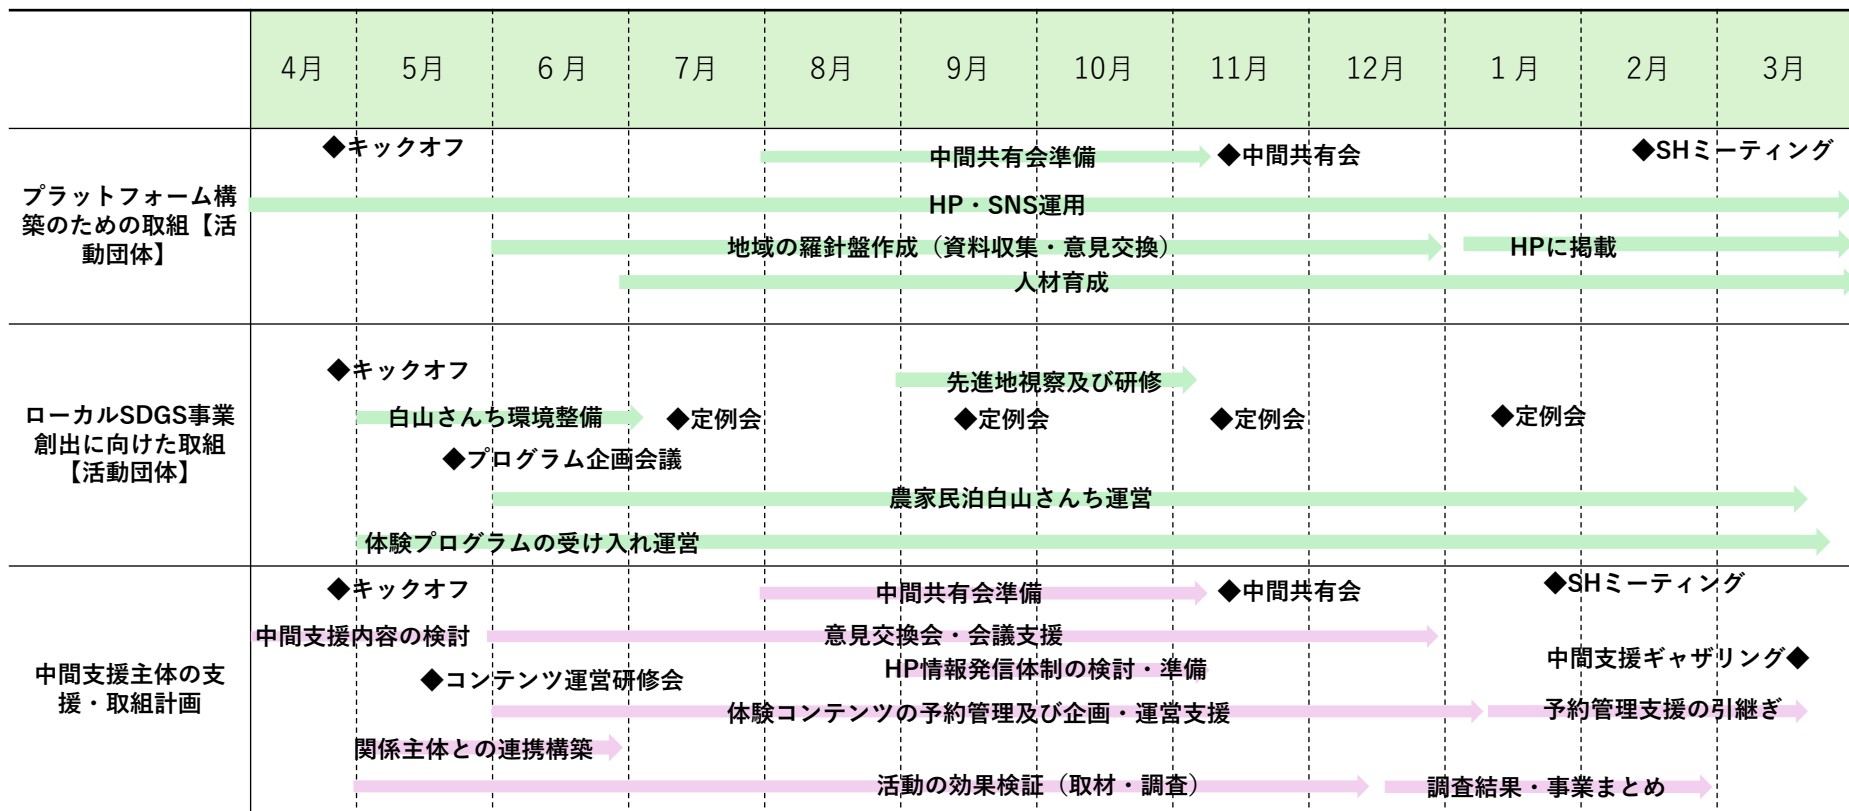 4月 5月 6月 7月 8月 9月 10月 11月 12月 1月 2月 3月
プラットフォーム構
築のための取組【活
動団体】
◆キックオフ
中間共有会準備
◆中間共有会
◆SHミーティング
HP・SNS運用
地域の羅針盤作成（資料収集・意見交換）
HPに掲載
人材育成
ローカルSDGS事業
創出に向けた取組
【活動団体】
◆キックオフ
先進地視察及び研修
白山さんち環境整備
◆定例会
◆定例会
◆定例会
◆定例会
◆プログラム企画会議
農家民泊白山さんち運営
体験プログラムの受け入れ運営
中間支援主体の支
援・取組計画
◆キックオフ
中間共有会準備
◆中間共有会
◆SHミーティング
中間支援内容の検討
意見交換会・会議支援
中間支援ギャザリング◆
HP情報発信体制の検討・準備
◆コンテンツ運営研修会
体験コンテンツの予約管理及び企画・運営支援
予約管理支援の引継ぎ
関係主体との連携構築
活動の効果検証（取材・調査）
調査結果・事業まとめ